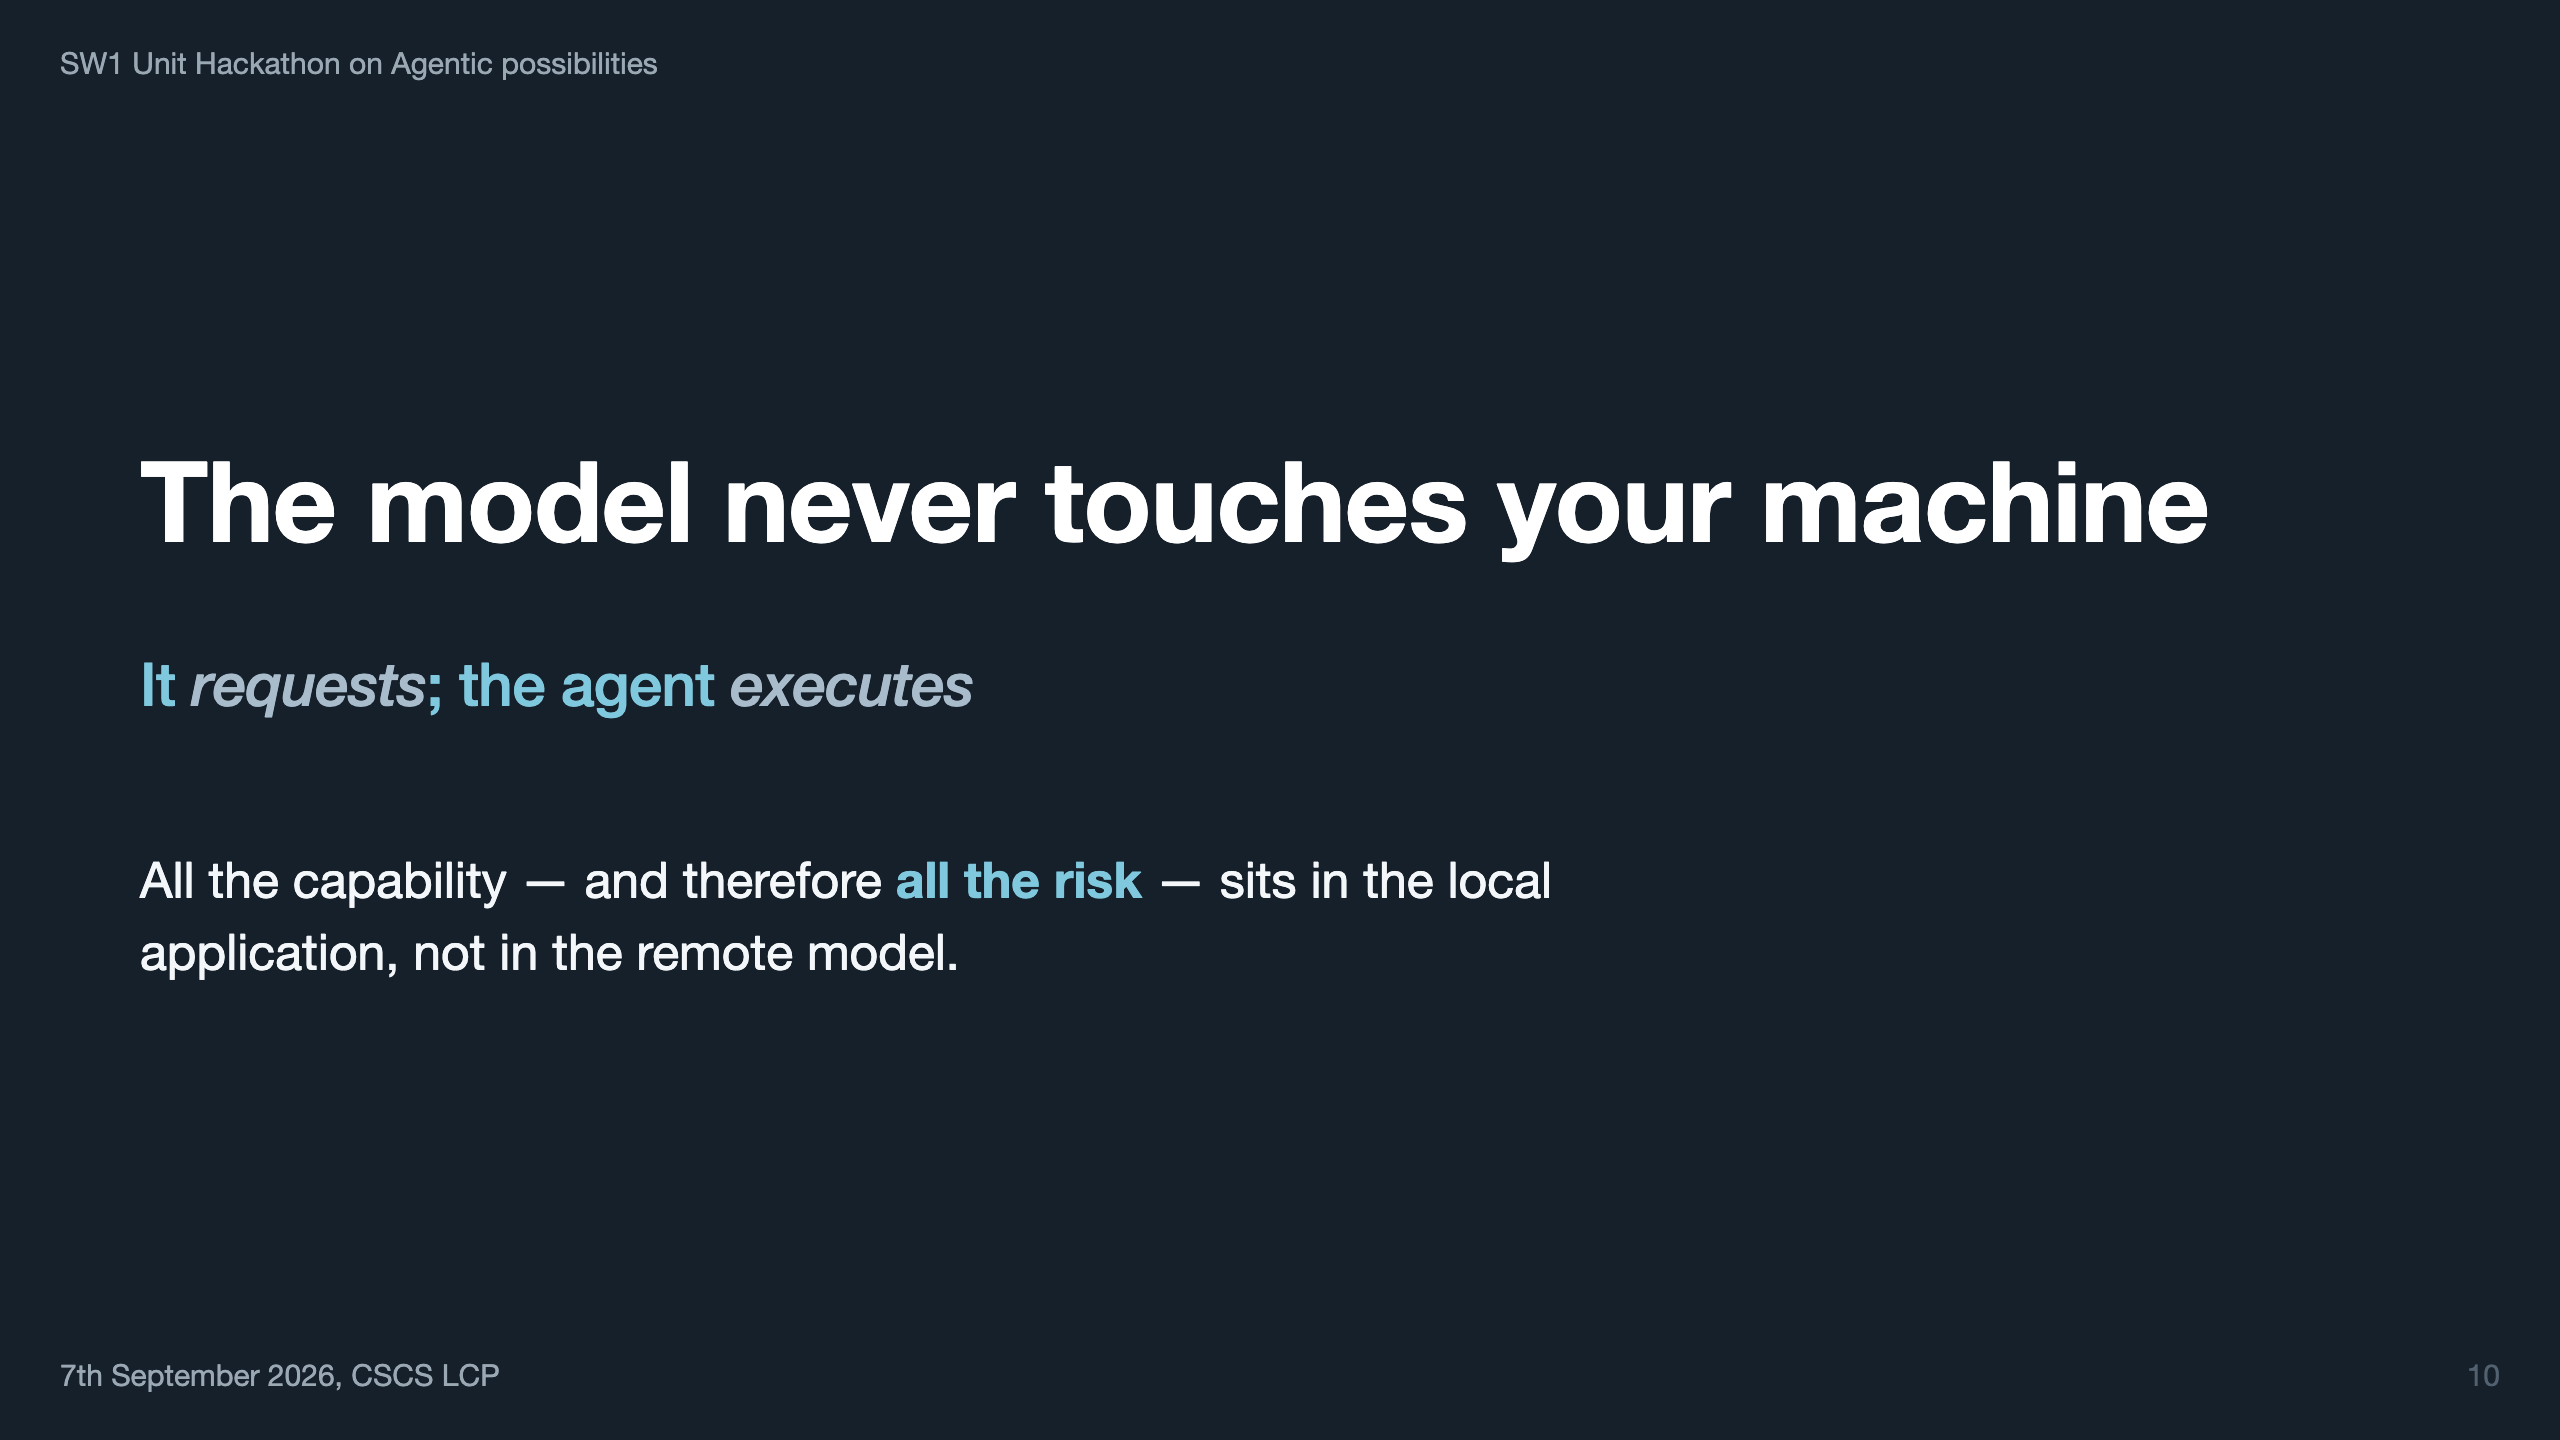 SW1 Unit Hackathon on Agentic possibilities
The model never touches your machine
It requests; the agent executes
All the capability — and therefore all the risk — sits in the local
application, not in the remote model.
7th September 2026, CSCS LCP
10